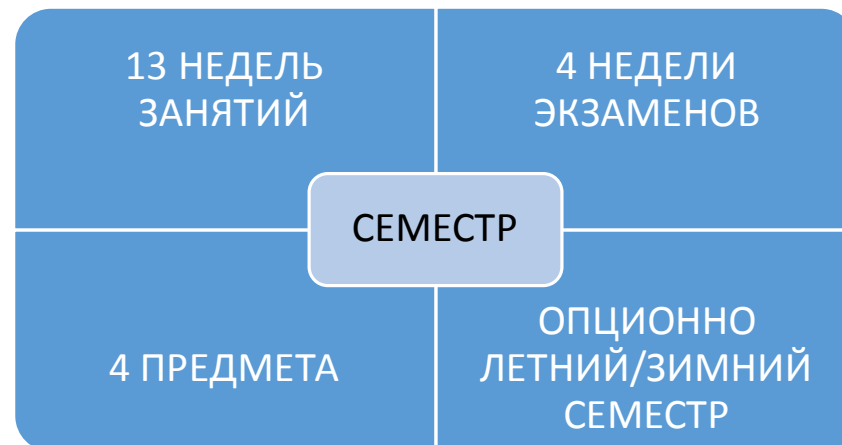 13 НЕДЕЛЬ
ЗАНЯТИЙ
4 НЕДЕЛИ
ЭКЗАМЕНОВ
СЕМЕСТР
4 ПРЕДМЕТА
ОПЦИОННО
ЛЕТНИЙ/ЗИМНИЙ
СЕМЕСТР